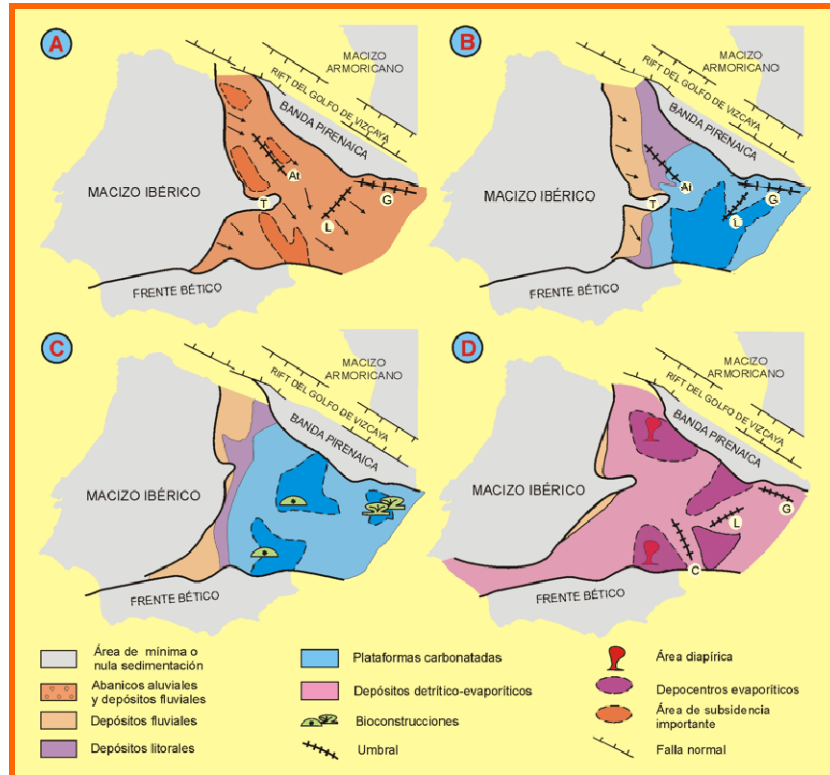 A
MACIZO
ARMORICANO
RIFT DEL GOLFO DE VIZCAYA
BANDA PIRENAICA
MACIZO IBÉRICO
At
T
G
L
FRENTE BÉTICO
B
MACIZO
ARMORICANO
RIFT DEL GOLFO DE VIZCAYA
BANDA PIRENAICA
MACIZO IBÉRICO
At
T
G
L
FRENTE BÉTICO
C
MACIZO
ARMORICANO
RIFT DEL GOLFO DE VIZCAYA
BANDA PIRENAICA
MACIZO IBÉRICO
FRENTE BÉTICO
D
MACIZO
ARMORICANO
RIFT DEL GOLFO DE VIZCAYA
BANDA PIRENAICA
MACIZO IBÉRICO
G
L
C
FRENTE BÉTICO
Área de mínima o
nula sedimentación
Abanicos aluviales
y depósitos fluviales
Depósitos fluviales
Depósitos litorales
Plataformas carbonatadas
Depósitos detrítico-evaporíticos
Bioconstrucciones
Umbral
Área diapírica
Depocentros evaporíticos
Área de subsidencia
importante
Falla normal